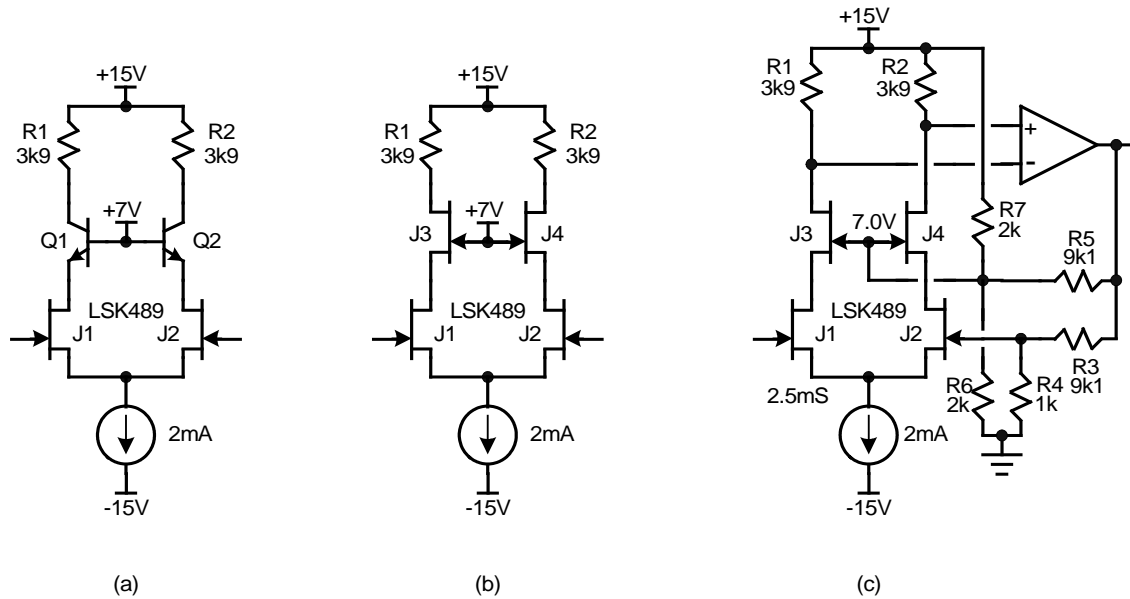 +15V
R1
3k9
R2
3k9
+7V
Q1
Q2
LSK489
J1
J2
2mA
-15V
(a)
+15V
R1
3k9
R2
3k9
+7V
J3
J4
LSK489
J1
J2
2mA
-15V
(b)
+15V
R1
3k9
R2
3k9
+
-
7.0V
J3
J4
R7
2k
R5
9k1
LSK489
J1
J2
R3
9k1
2.5mS
R6
2k
R4
1k
2mA
-15V
(c)